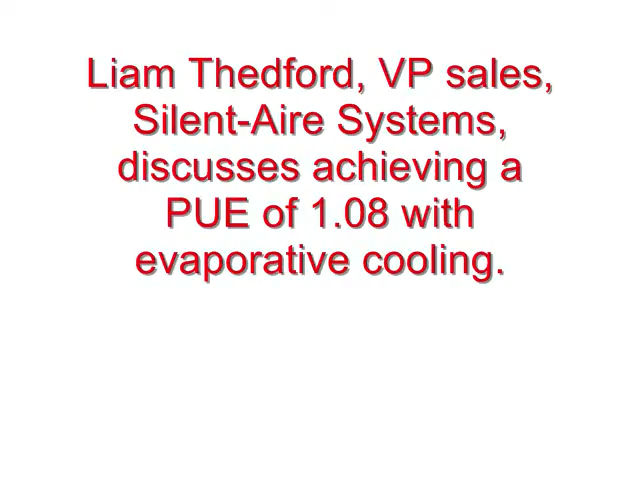 Liam Thedford, VP sales,
Silent-Aire Systems,
discusses achieving a
PUE of 1.08 with
evaporative cooling.